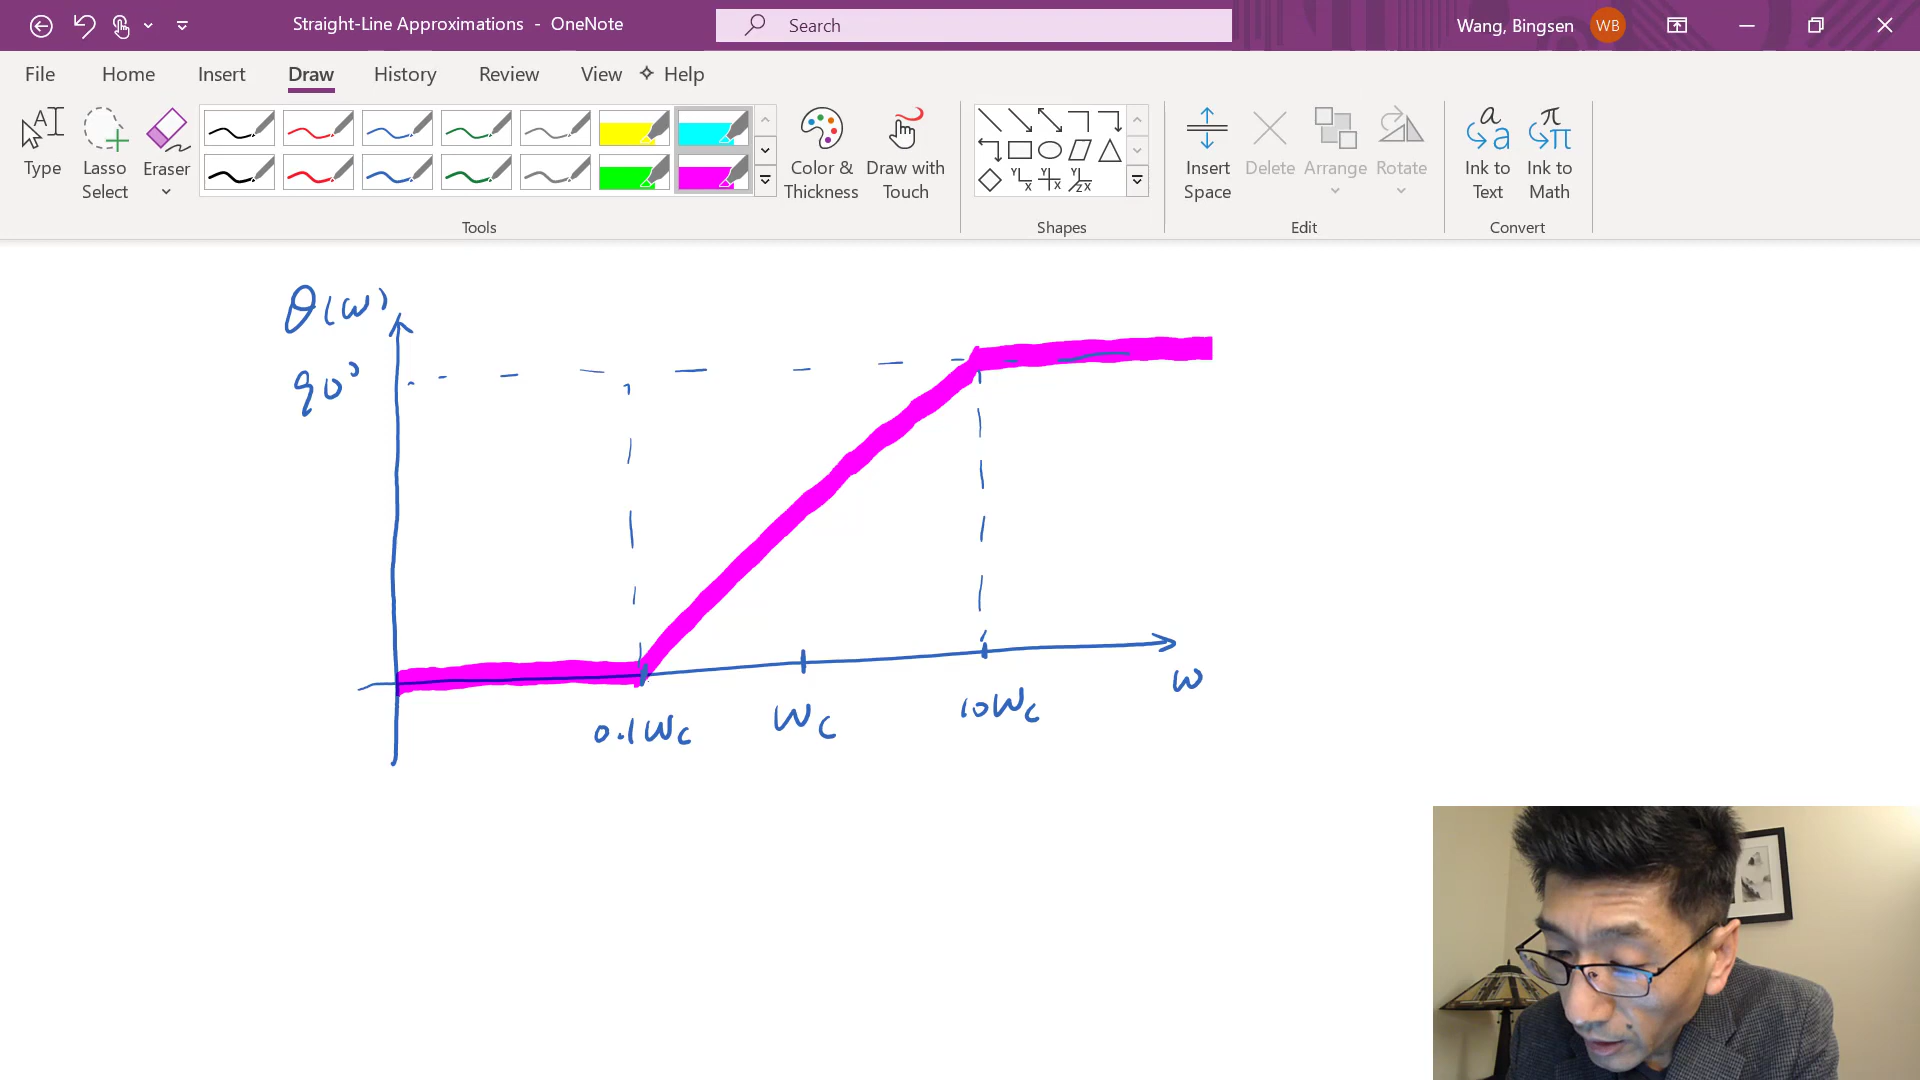 Straight-Line Approximations - OneNote
Search
Wang, Bingsen
WB
File
Home
Insert
Draw
History
Review
View
Help
Type
Lasso Select
Eraser
Color & Thickness
Draw with Touch
Insert Space
Delete
Arrange
Rotate
Ink to Text
Ink to Math
Tools
Shapes
Edit
Convert
θ(ω)
90°
0.1ωc
ωc
10ωc
ω